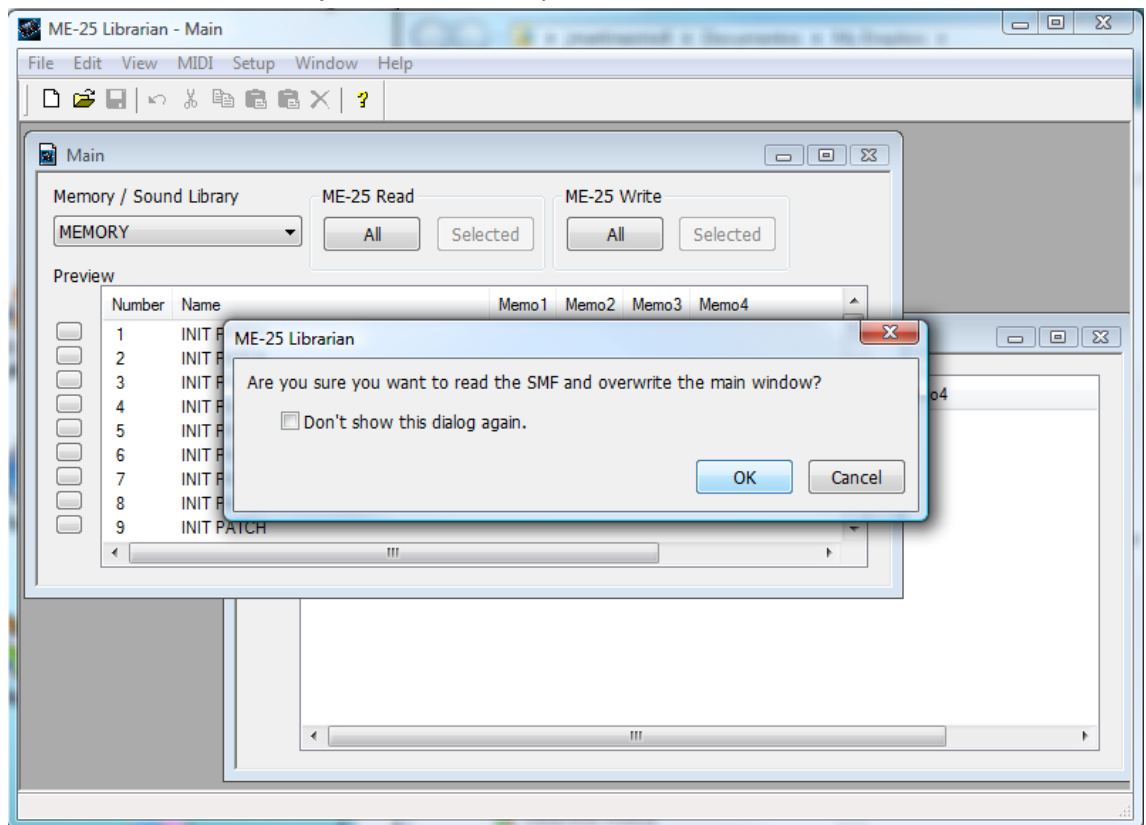 ME-25 Librarian - Main
File Edit View MIDI Setup Window Help
Main
Memory / Sound Library ME-25 Read ME-25 Write
MEMORY All Selected All Selected
Preview
Number Name Memo1 Memo2 Memo3 Memo4
1 INIT
2 INIT
3 INIT
4 INIT
5 INIT
6 INIT
7 INIT
8 INIT
9 INIT PATCH
ME-25 Librarian
Are you sure you want to read the SMF and overwrite the main window?
Don't show this dialog again.
OK Cancel
o4